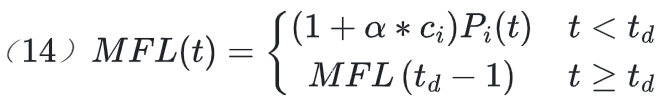 （14）MFL(t) = { (1 + α * c_i)P_i(t)   t < t_d
MFL (t_d − 1)   t ≥ t_d